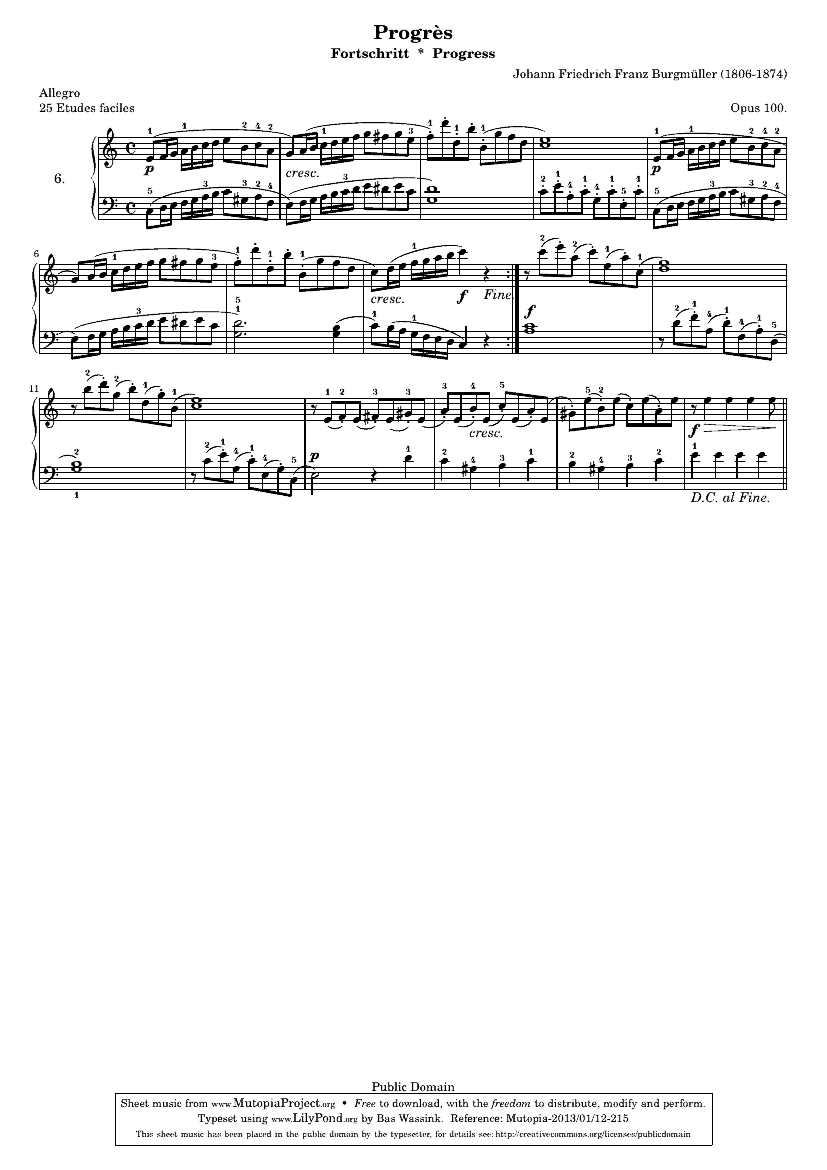 Progrès
Fortschritt * Progress
Johann Friedrich Franz Burgmüller (1806-1874)
Allegro
25 Etudes faciles
Opus 100.
6.
p
cresc.
p
6
cresc.
f
Fine.
f
11
p
cresc.
f
D.C. al Fine.
Public Domain
Sheet music from www.MutopiaProject.org • Free to download, with the freedom to distribute, modify and perform.
Typeset using www.LilyPond.org by Bas Wassink. Reference: Mutopia-2013/01/12-215
This sheet music has been placed in the public domain by the typesetter, for details see: http://creativecommons.org/licenses/publicdomain